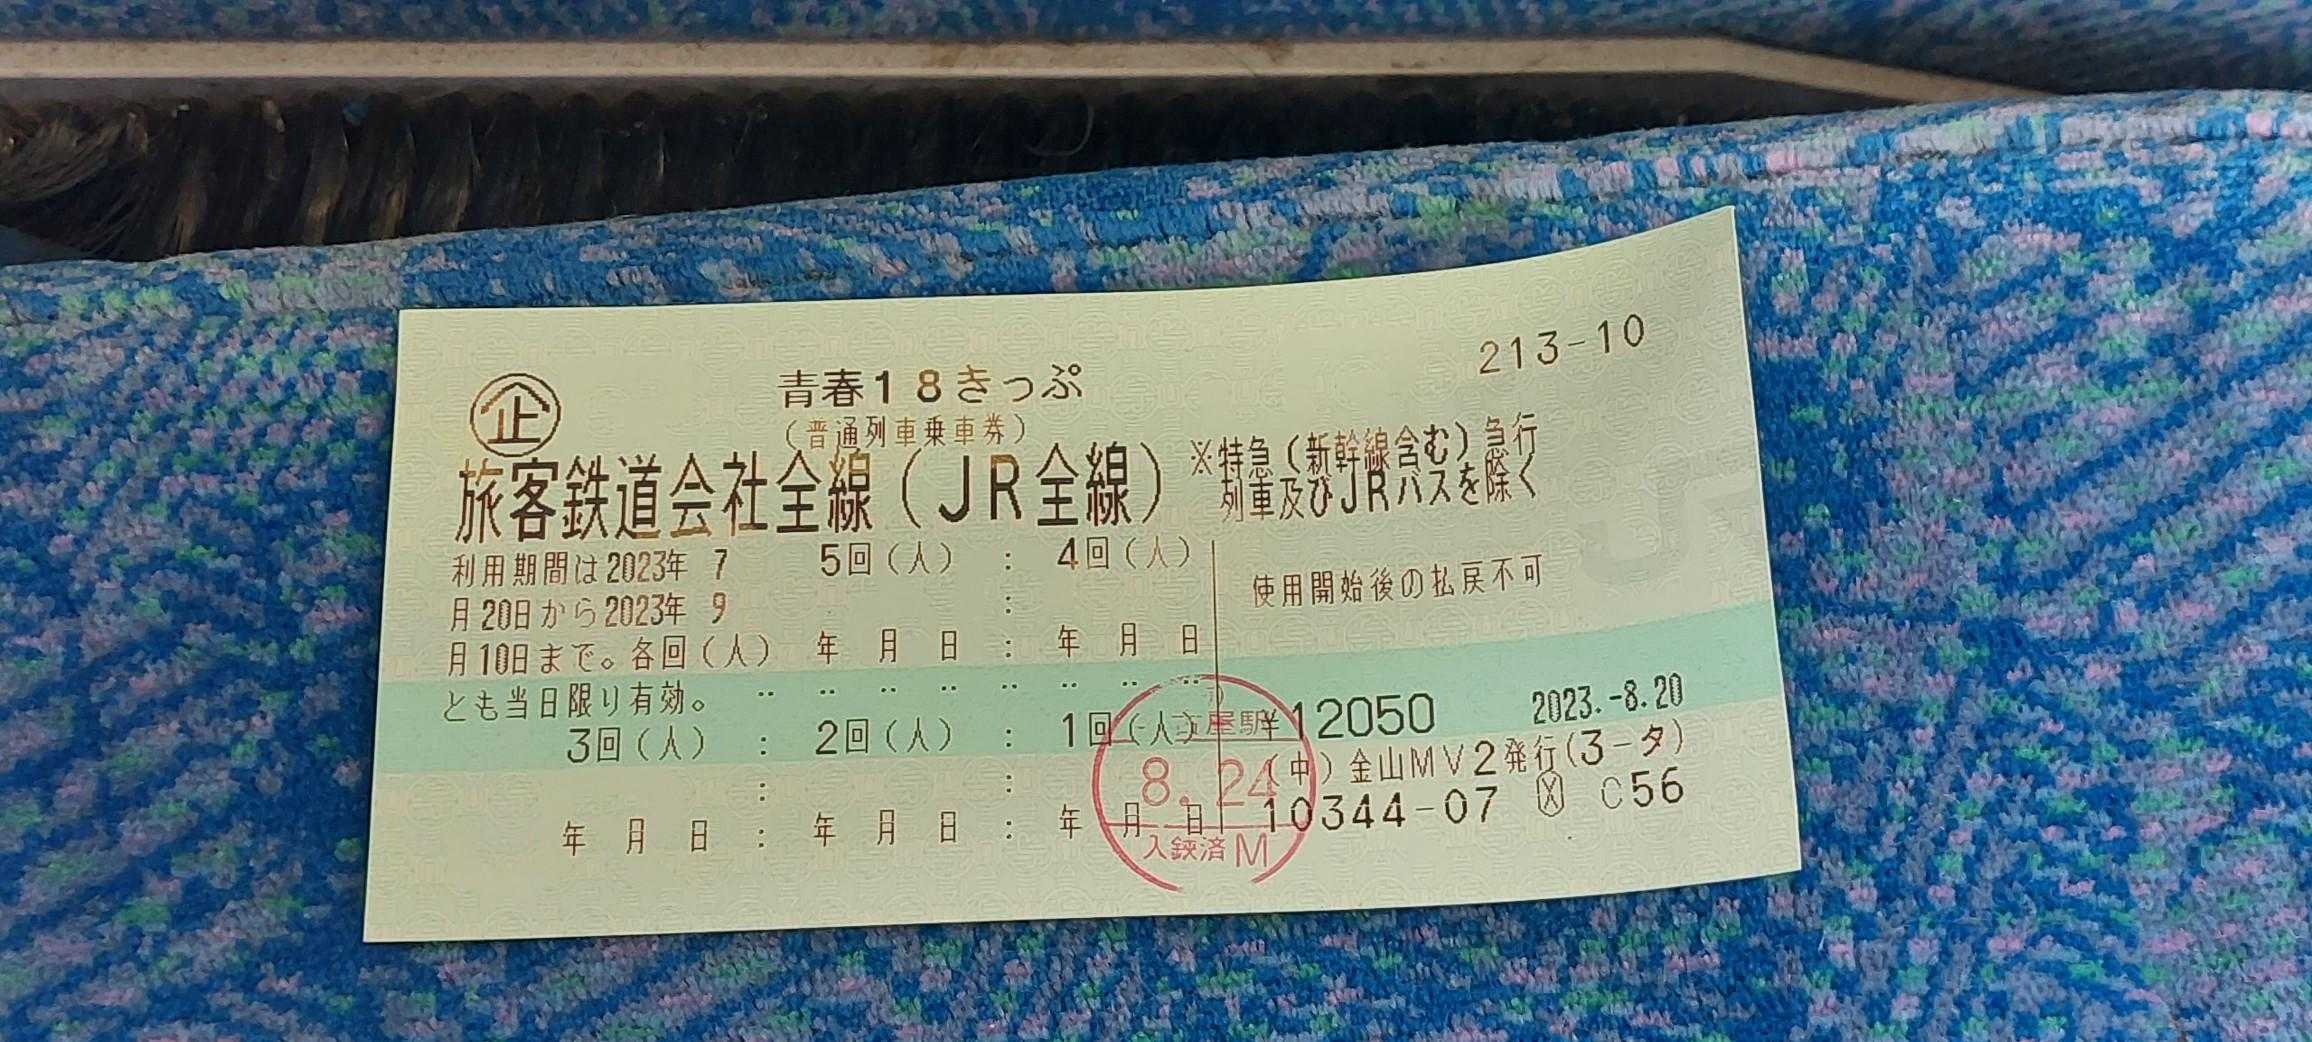 213-10
企
青春18きっぷ
(普通列車乗車券)
旅客鉄道会社全線(JR全線)
※特急(新幹線含む)急行
列車及びJRバスを除く
利用期間は2023年 7
月20日から2023年 9
月10日まで。各回(人)
とも当日限り有効。
5回(人) : 4回(人)
:
年 月 日 : 年 月 日
3回(人) : 2回(人) : 1回(人)
: :
年 月 日 : 年 月 日 : 年 月 日
使用開始後の払戻不可
¥12050 2023.-8.20
(中)金山MV2発行(3-タ)
10344-07 C56
古屋駅
8.24
入鋏済M